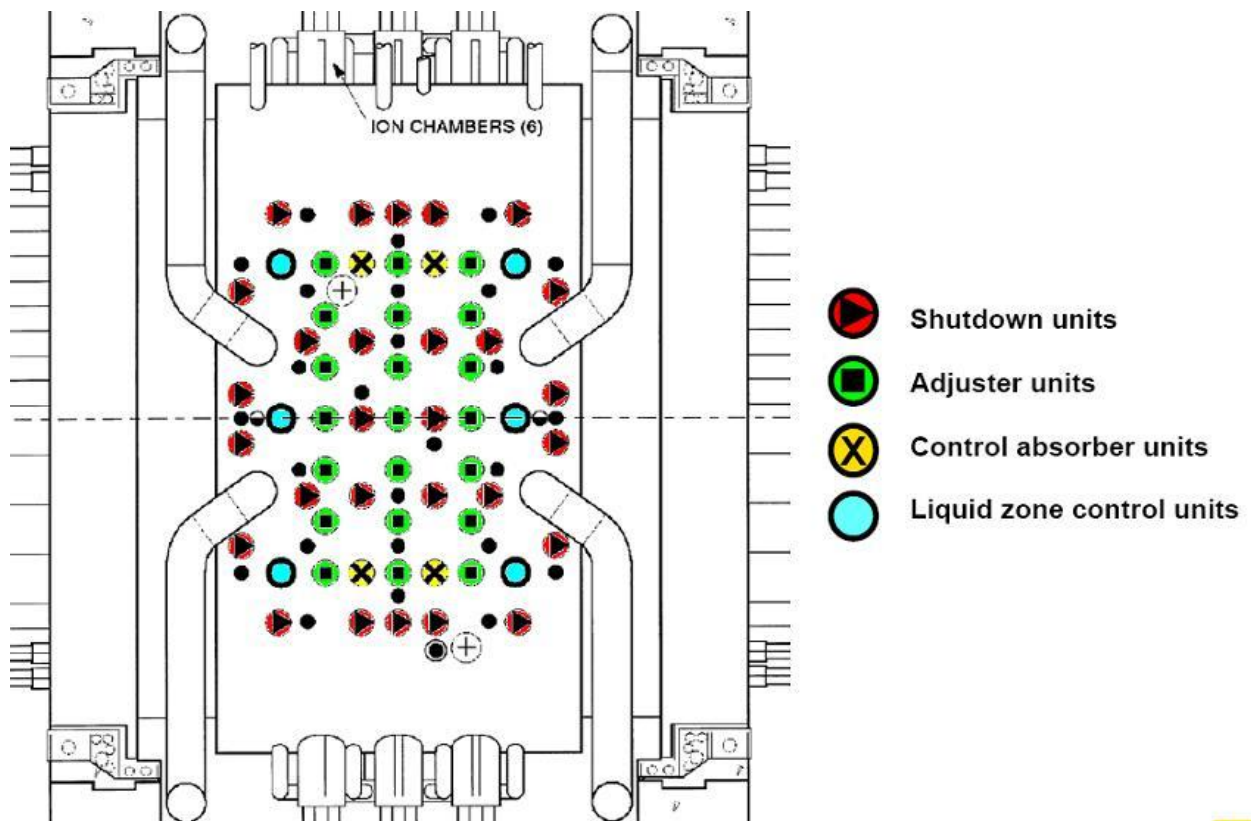 ION CHAMBERS (6)
Shutdown units
Adjuster units
Control absorber units
Liquid zone control units